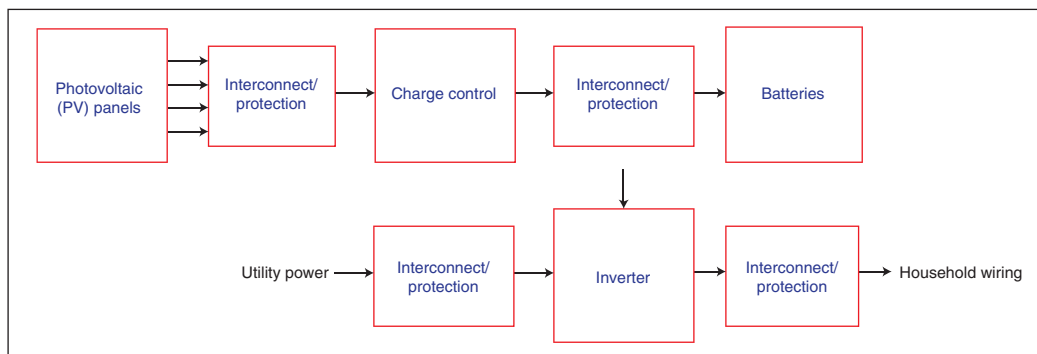 Photovoltaic
(PV) panels
Interconnect/
protection
Charge control
Interconnect/
protection
Batteries
Utility power
Interconnect/
protection
Inverter
Interconnect/
protection
Household wiring